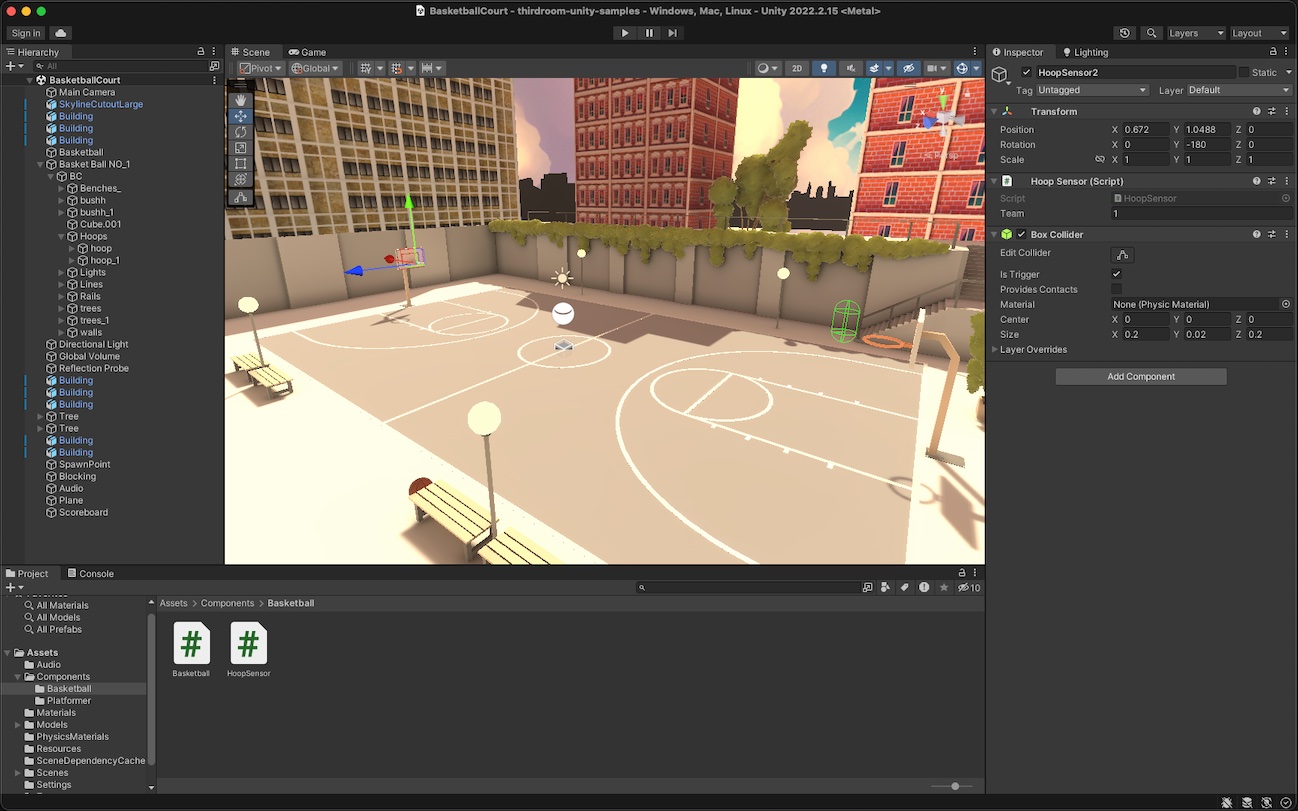 BasketballCourt - thirdroom-unity-samples - Windows, Mac, Linux - Unity 2022.2.15 <Metal>
Sign in
Layers
Layout
Hierarchy
All
BasketballCourt
Main Camera
SkylineCutoutLarge
Building
Building
Building
Basketball
Basket Ball NO_1
BC
Benches_
bushh
bushh_1
Cube.001
Hoops
hoop
hoop_1
Lights
Lines
Rails
trees
trees_1
walls
Directional Light
Global Volume
Reflection Probe
Building
Building
Building
Tree
Tree
Building
Building
SpawnPoint
Blocking
Audio
Plane
Scoreboard
Scene
Game
Pivot
Global
2D
Persp
Inspector
Lighting
HoopSensor2
Static
Tag Untagged
Layer Default
Transform
Position X 0.672 Y 1.0488 Z 0
Rotation X 0 Y -180 Z 0
Scale X 1 Y 1 Z 1
# Hoop Sensor (Script)
Script HoopSensor
Team 1
Box Collider
Edit Collider
Is Trigger
Provides Contacts
Material None (Physic Material)
Center X 0 Y 0 Z 0
Size X 0.2 Y 0.02 Z 0.2
Layer Overrides
Add Component
Project
Console
10
All Materials
All Models
All Prefabs
Assets
Audio
Components
Basketball
Platformer
Materials
Models
PhysicsMaterials
Resources
SceneDependencyCache
Scenes
Settings
Assets > Components > Basketball
# #
Basketball HoopSensor